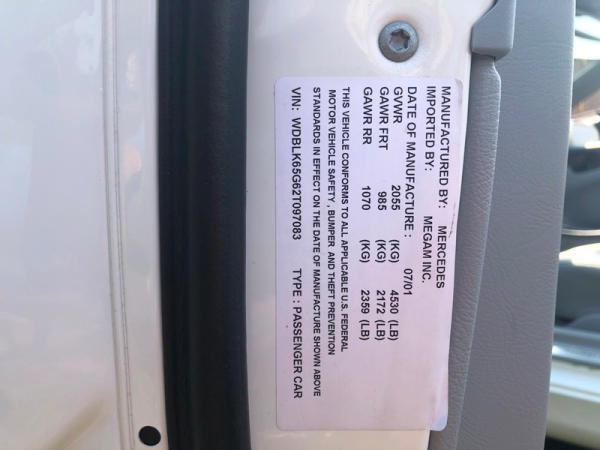 MANUFACTURED BY: MERCEDES
IMPORTED BY: MEGAM INC.
DATE OF MANUFACTURE : 07/01
GVWR 2055 (KG) 4530 (LB)
GAWR FRT 985 (KG) 2172 (LB)
GAWR RR 1070 (KG) 2359 (LB)
THIS VEHICLE CONFORMS TO ALL APPLICABLE U.S. FEDERAL
MOTOR VEHICLE SAFETY , BUMPER AND THEFT PREVENTION
STANDARDS IN EFFECT ON THE DATE OF MANUFACTURE SHOWN ABOVE
VIN: WDBLK65G62T097083 TYPE : PASSENGER CAR